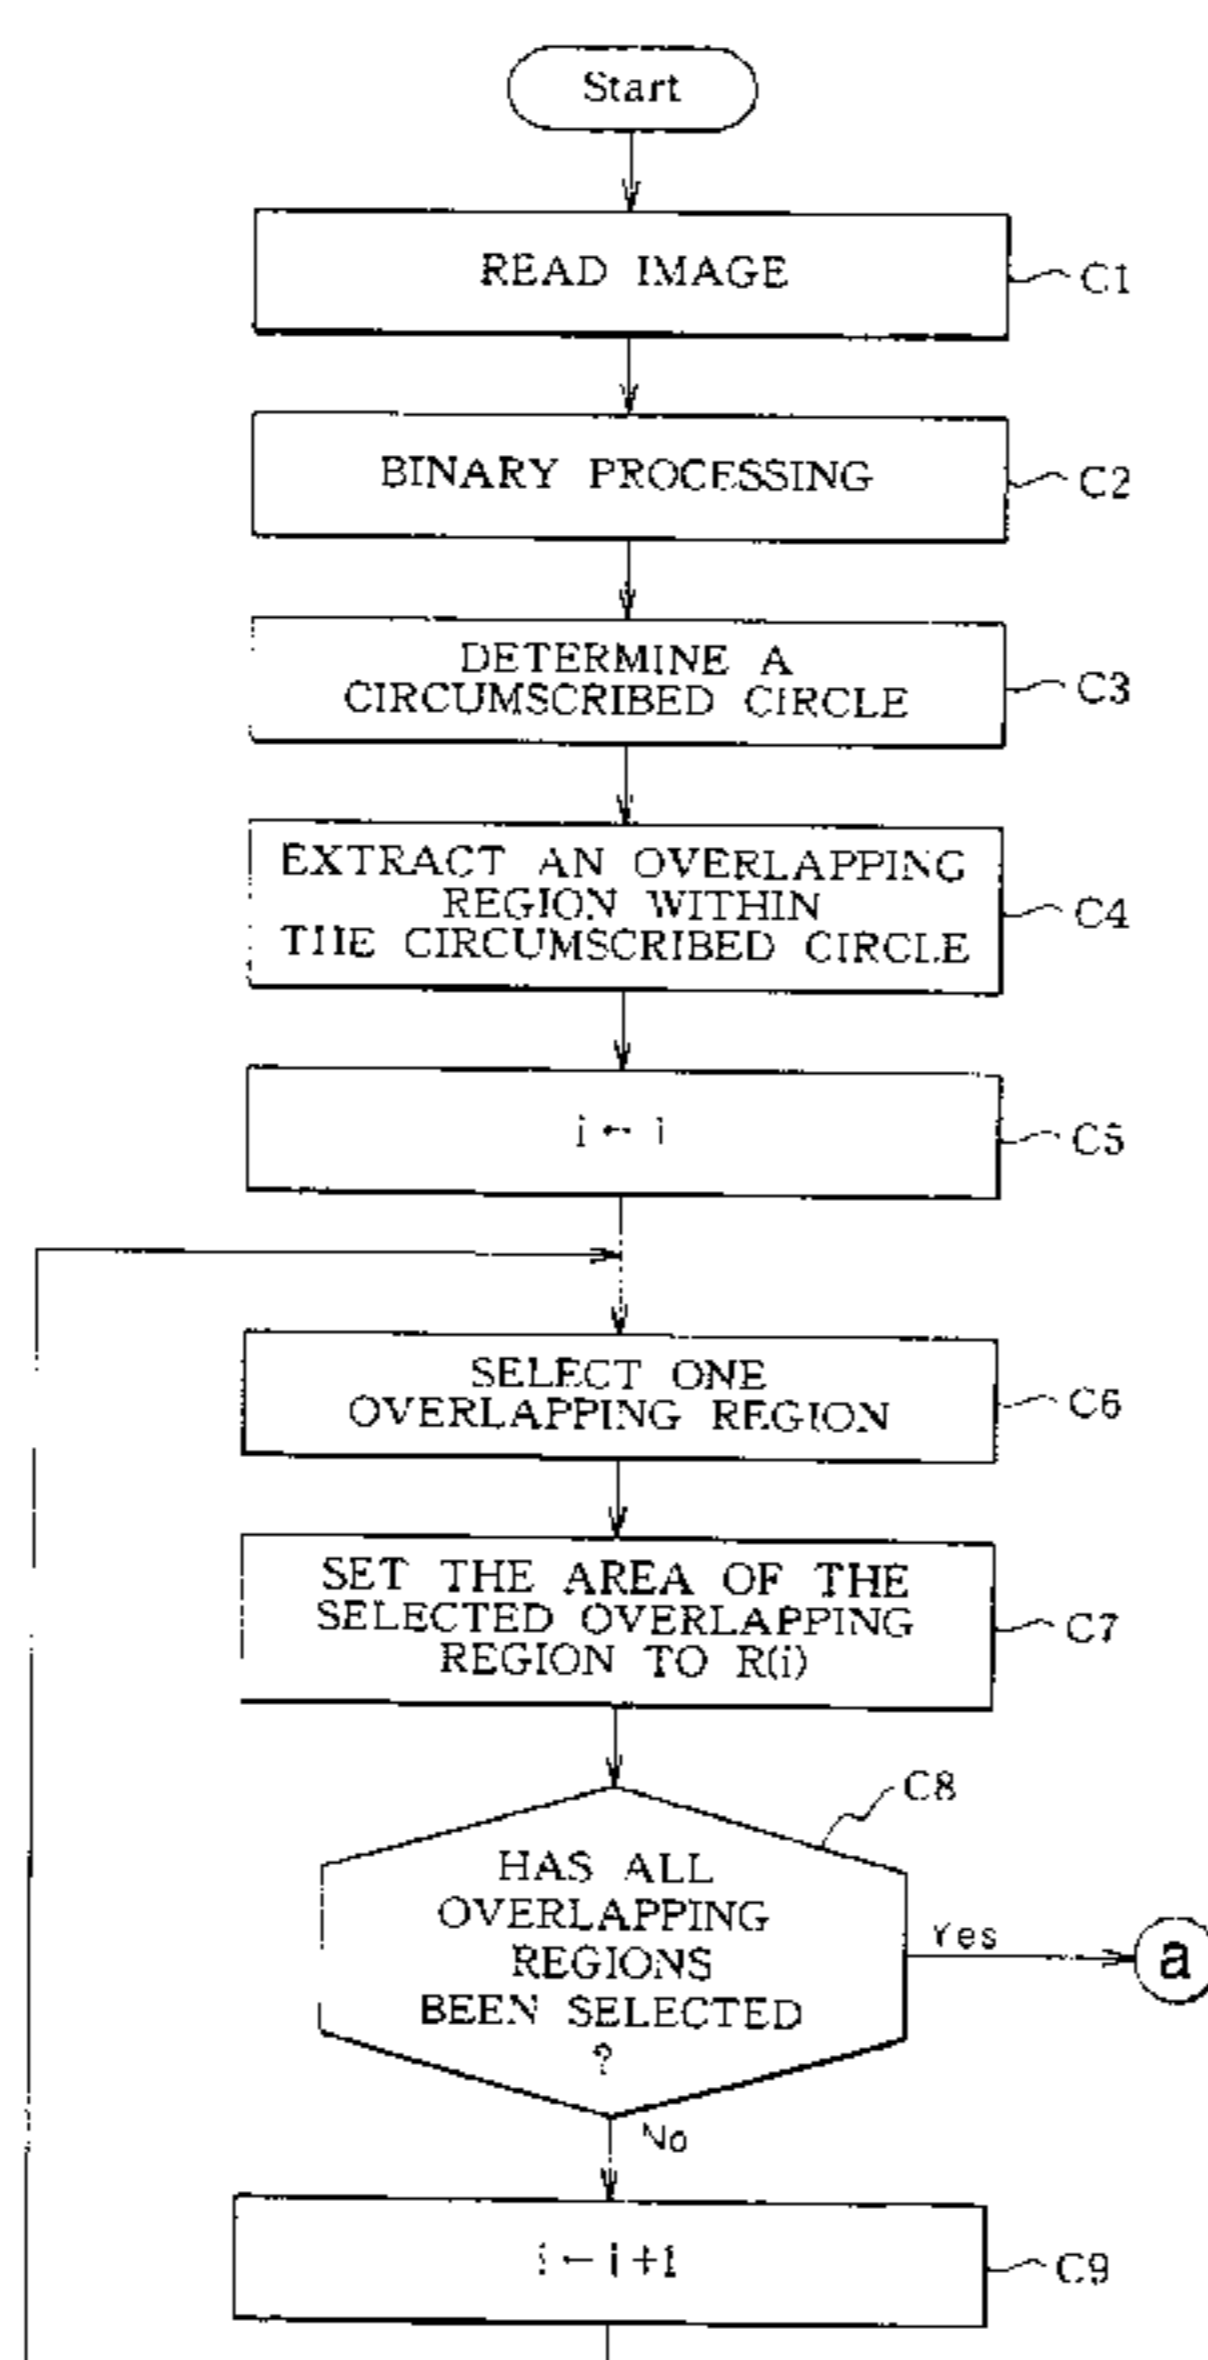 Start
READ IMAGE
C1
BINARY PROCESSING
C2
DETERMINE A
CIRCUMSCRIBED CIRCLE
C3
EXTRACT AN OVERLAPPING
REGION WITHIN
THE CIRCUMSCRIBED CIRCLE
C4
i ← i
C5
SELECT ONE
OVERLAPPING REGION
C6
SET THE AREA OF THE
SELECTED OVERLAPPING
REGION TO R(i)
C7
C8
HAS ALL
OVERLAPPING
REGIONS
BEEN SELECTED
?
Yes
a
No
i ← i +1
C9